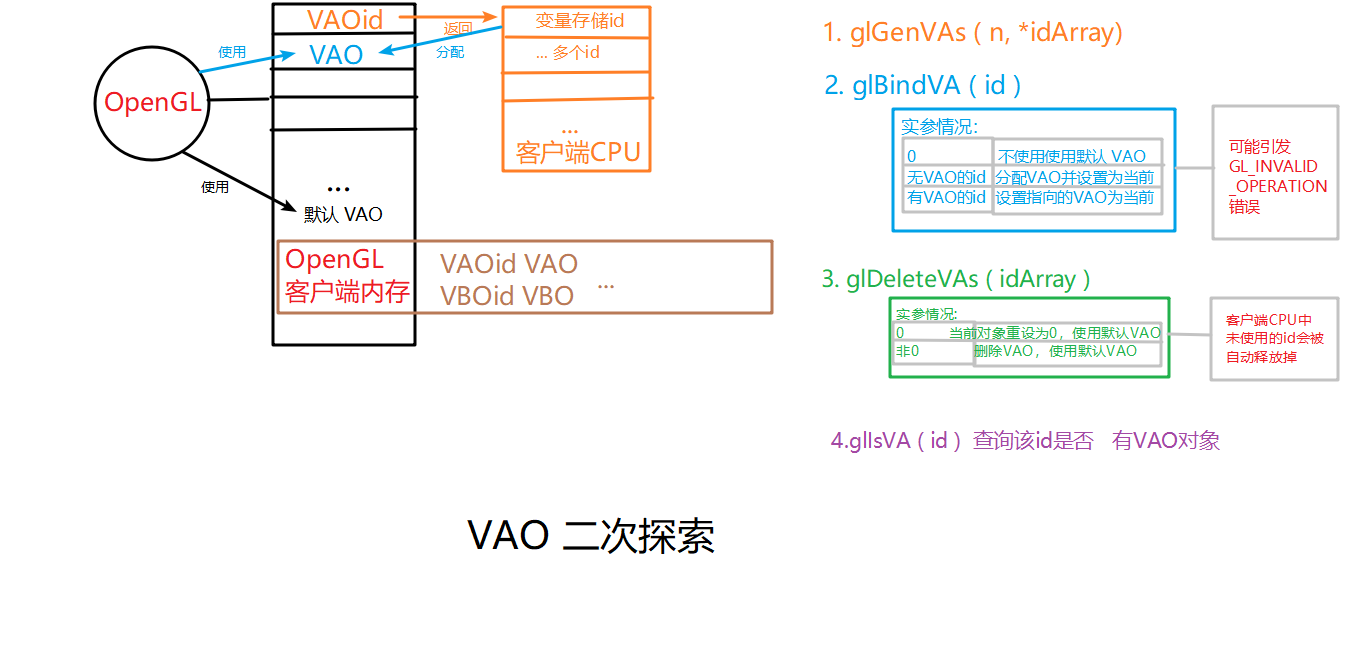 VAOid
返回
变量存储id
使用
VAO
分配
... 多个id
OpenGL
...
客户端CPU
使用
...
默认 VAO
OpenGL
客户端内存
VAOid VAO
VBOid VBO
...
1. glGenVAs ( n, *idArray)
2. glBindVA ( id )
实参情况:
0 不使用使用默认 VAO
无VAO的id 分配VAO并设置为当前
有VAO的id 设置指向的VAO为当前
可能引发
GL_INVALID
_OPERATION
错误
3. glDeleteVAs ( idArray )
实参情况:
0 当前对象重设为0，使用默认VAO
非0 删除VAO，使用默认VAO
客户端CPU中
未使用的id会被
自动释放掉
4.glIsVA ( id ) 查询该id是否 有VAO对象
VAO 二次探索